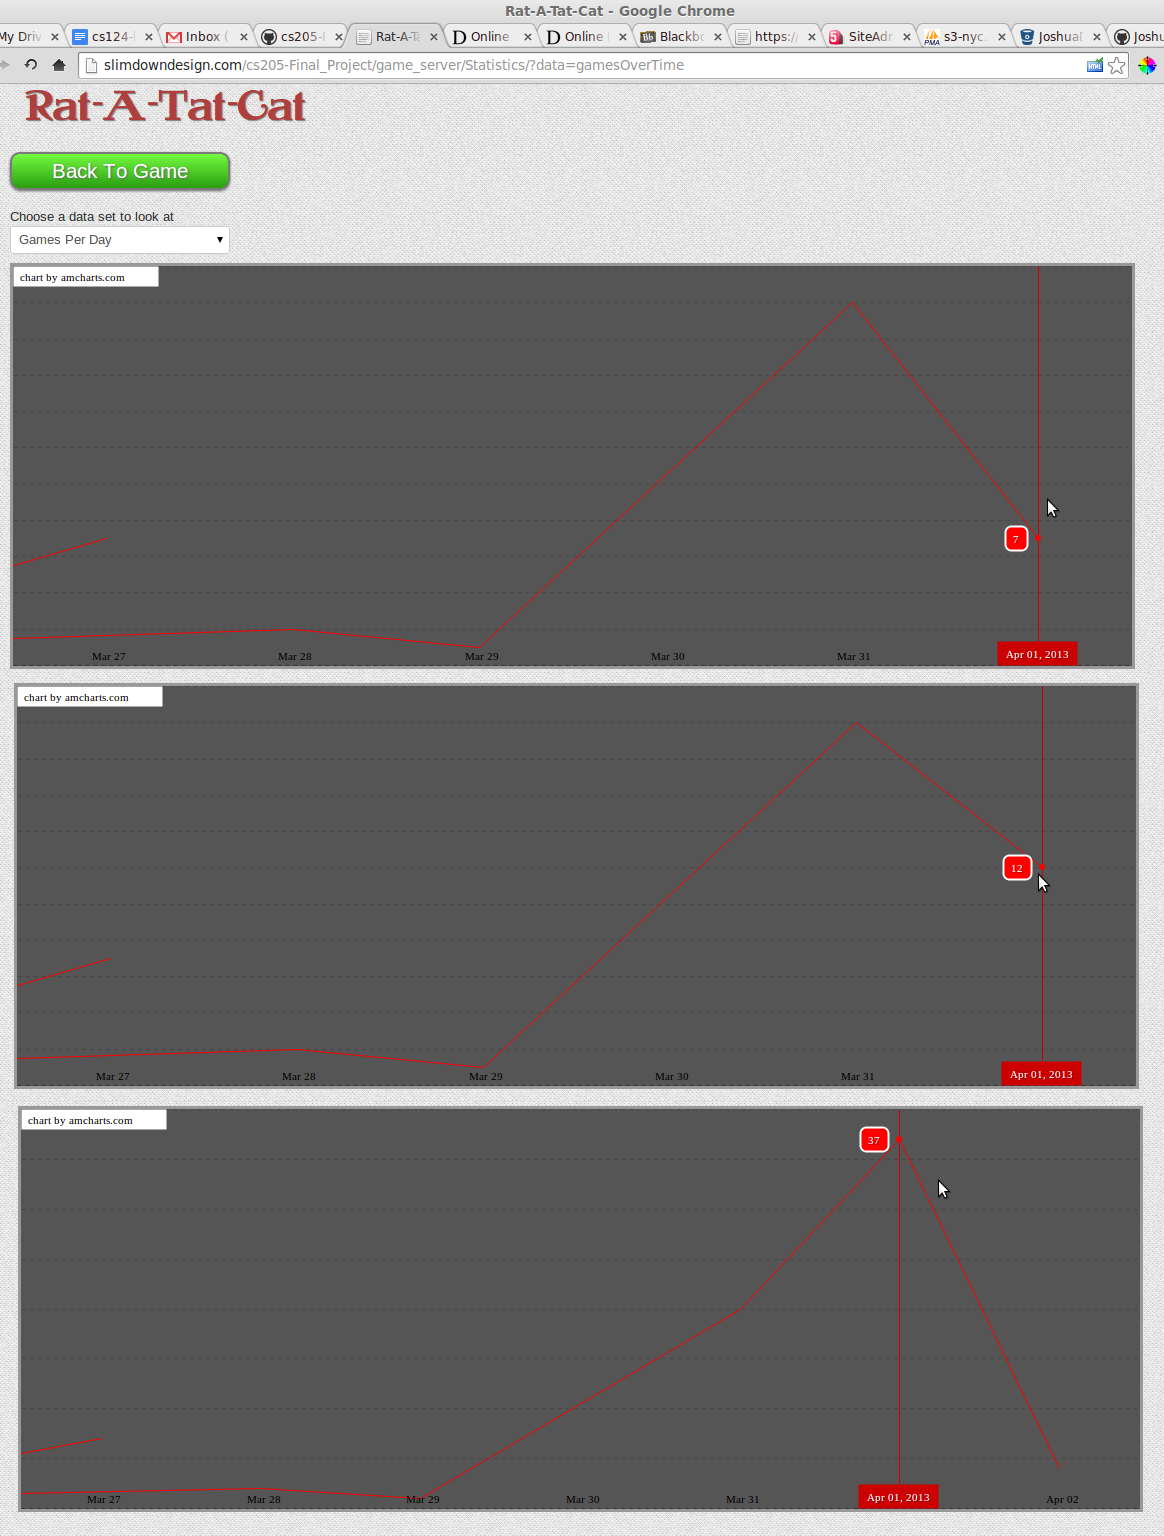 Rat-A-Tat-Cat - Google Chrome
My Driv cs124- Inbox ( cs205-F Rat-A-Ta Online Online Blackbo https:/ SiteAdr s3-nyc. JoshuaD Joshu
slimdowndesign.com/cs205-Final_Project/game_server/Statistics/?data=gamesOverTime
Rat-A-Tat-Cat
Back To Game
Choose a data set to look at
Games Per Day
chart by amcharts.com
7
Mar 27 Mar 28 Mar 29 Mar 30 Mar 31 Apr 01, 2013
chart by amcharts.com
12
Mar 27 Mar 28 Mar 29 Mar 30 Mar 31 Apr 01, 2013
chart by amcharts.com
37
Mar 27 Mar 28 Mar 29 Mar 30 Mar 31 Apr 01, 2013 Apr 02